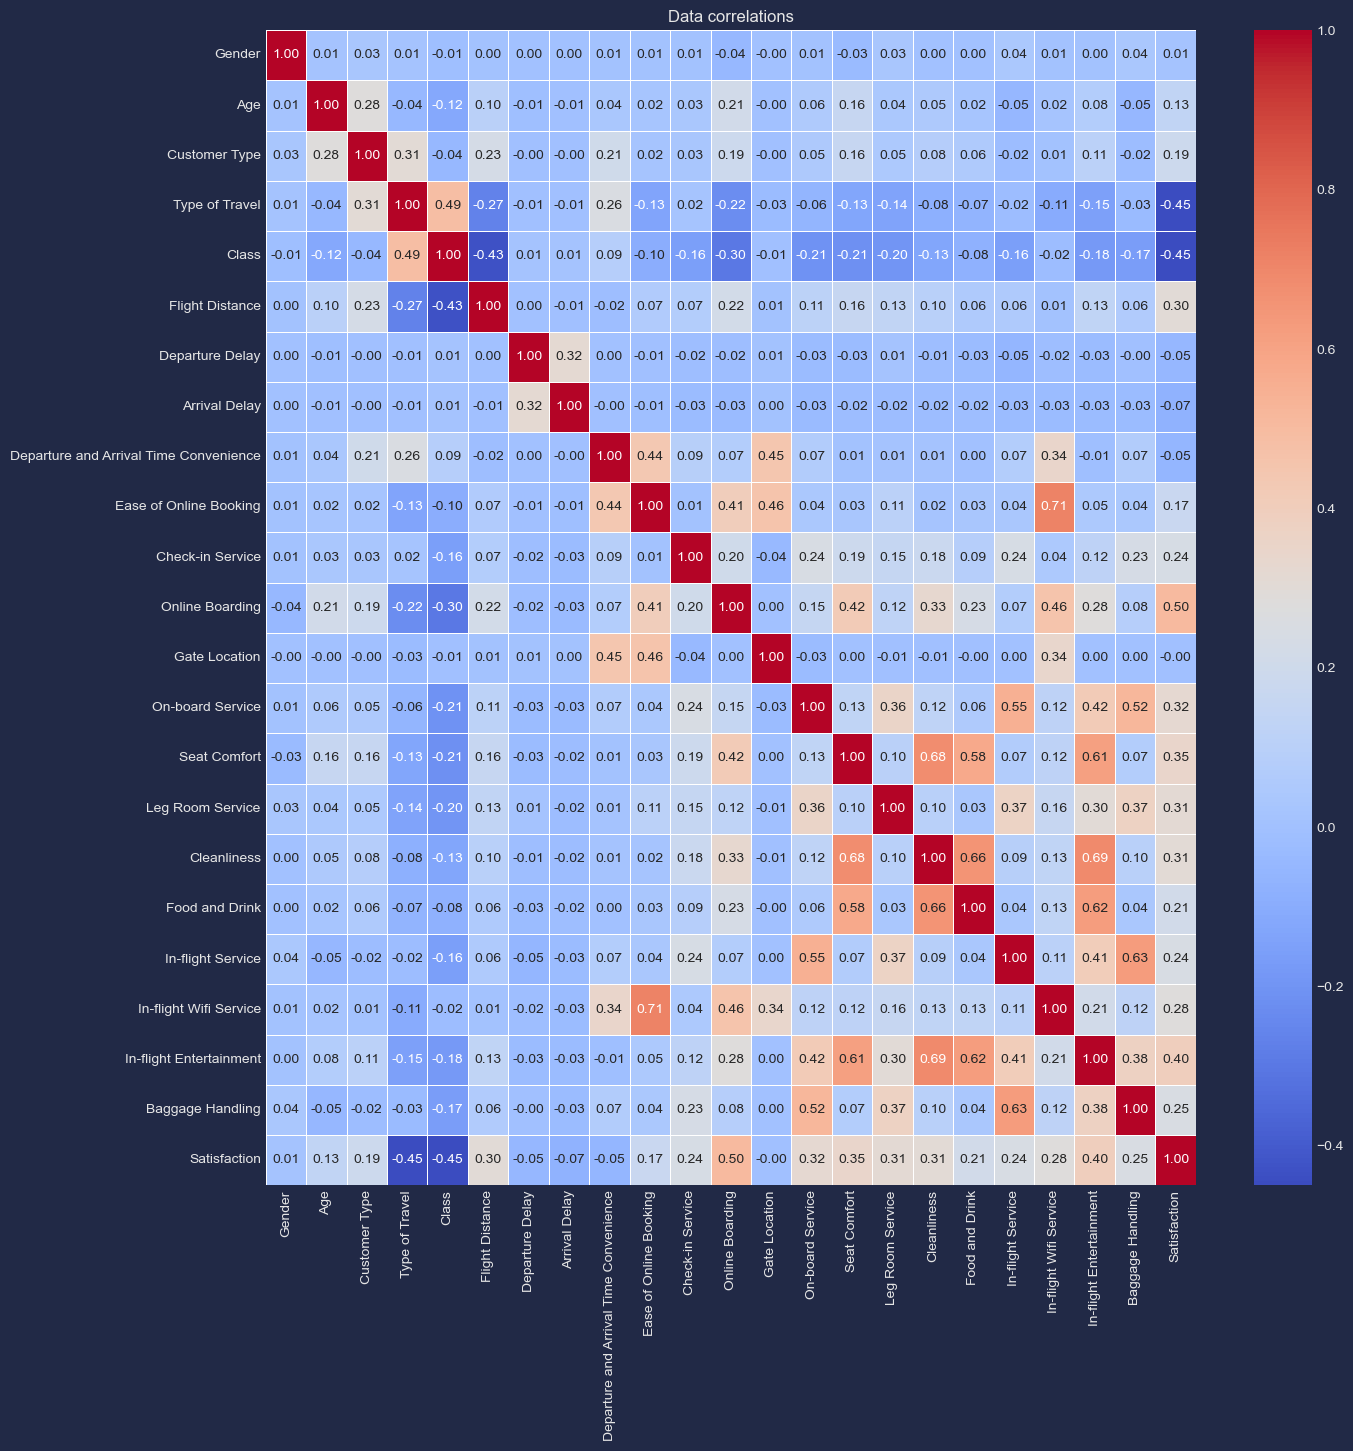 Data correlations
Gender 1.00 0.01 0.03 0.01 -0.01 0.00 0.00 0.00 0.01 0.01 0.01 -0.04 -0.00 0.01 -0.03 0.03 0.00 0.00 0.04 0.01 0.00 0.04 0.01
Age 0.01 1.00 0.28 -0.04 -0.12 0.10 -0.01 -0.01 0.04 0.02 0.03 0.21 -0.00 0.06 0.16 0.04 0.05 0.02 -0.05 0.02 0.08 -0.05 0.13
Customer Type 0.03 0.28 1.00 0.31 -0.04 0.23 -0.00 -0.00 0.21 0.02 0.03 0.19 -0.00 0.05 0.16 0.05 0.08 0.06 -0.02 0.01 0.11 -0.02 0.19
Type of Travel 0.01 -0.04 0.31 1.00 0.49 -0.27 -0.01 -0.01 0.26 -0.13 0.02 -0.22 -0.03 -0.06 -0.13 -0.14 -0.08 -0.07 -0.02 -0.11 -0.15 -0.03 -0.45
Class -0.01 -0.12 -0.04 0.49 1.00 -0.43 0.01 0.01 0.09 -0.10 -0.16 -0.30 -0.01 -0.21 -0.21 -0.20 -0.13 -0.08 -0.16 -0.02 -0.18 -0.17 -0.45
Flight Distance 0.00 0.10 0.23 -0.27 -0.43 1.00 0.00 -0.01 -0.02 0.07 0.07 0.22 0.01 0.11 0.16 0.13 0.10 0.06 0.06 0.01 0.13 0.06 0.30
Departure Delay 0.00 -0.01 -0.00 -0.01 0.01 0.00 1.00 0.32 0.00 -0.01 -0.02 -0.02 0.01 -0.03 -0.03 0.01 -0.01 -0.03 -0.05 -0.02 -0.03 -0.00 -0.05
Arrival Delay 0.00 -0.01 -0.00 -0.01 0.01 -0.01 0.32 1.00 -0.00 -0.01 -0.03 -0.03 0.00 -0.03 -0.02 -0.02 -0.02 -0.02 -0.03 -0.03 -0.03 -0.03 -0.07
Departure and Arrival Time Convenience 0.01 0.04 0.21 0.26 0.09 -0.02 0.00 -0.00 1.00 0.44 0.09 0.07 0.45 0.07 0.01 0.01 0.01 0.00 0.07 0.34 -0.01 0.07 -0.05
Ease of Online Booking 0.01 0.02 0.02 -0.13 -0.10 0.07 -0.01 -0.01 0.44 1.00 0.01 0.41 0.46 0.04 0.03 0.11 0.02 0.03 0.04 0.71 0.05 0.04 0.17
Check-in Service 0.01 0.03 0.03 0.02 -0.16 0.07 -0.02 -0.03 0.09 0.01 1.00 0.20 -0.04 0.24 0.19 0.15 0.18 0.09 0.24 0.04 0.12 0.23 0.24
Online Boarding -0.04 0.21 0.19 -0.22 -0.30 0.22 -0.02 -0.03 0.07 0.41 0.20 1.00 0.00 0.15 0.42 0.12 0.33 0.23 0.07 0.46 0.28 0.08 0.50
Gate Location -0.00 -0.00 -0.00 -0.03 -0.01 0.01 0.01 0.00 0.45 0.46 -0.04 0.00 1.00 -0.03 0.00 -0.01 -0.01 -0.00 0.00 0.34 0.00 0.00 -0.00
On-board Service 0.01 0.06 0.05 -0.06 -0.21 0.11 -0.03 -0.03 0.07 0.04 0.24 0.15 -0.03 1.00 0.13 0.36 0.12 0.06 0.55 0.12 0.42 0.52 0.32
Seat Comfort -0.03 0.16 0.16 -0.13 -0.21 0.16 -0.03 -0.02 0.01 0.03 0.19 0.42 0.00 0.13 1.00 0.10 0.68 0.58 0.07 0.12 0.61 0.07 0.35
Leg Room Service 0.03 0.04 0.05 -0.14 -0.20 0.13 0.01 -0.02 0.01 0.11 0.15 0.12 -0.01 0.36 0.10 1.00 0.10 0.03 0.37 0.16 0.30 0.37 0.31
Cleanliness 0.00 0.05 0.08 -0.08 -0.13 0.10 -0.01 -0.02 0.01 0.02 0.18 0.33 -0.01 0.12 0.68 0.10 1.00 0.66 0.09 0.13 0.69 0.10 0.31
Food and Drink 0.00 0.02 0.06 -0.07 -0.08 0.06 -0.03 -0.02 0.00 0.03 0.09 0.23 -0.00 0.06 0.58 0.03 0.66 1.00 0.04 0.13 0.62 0.04 0.21
In-flight Service 0.04 -0.05 -0.02 -0.02 -0.16 0.06 -0.05 -0.03 0.07 0.04 0.24 0.07 0.00 0.55 0.07 0.37 0.09 0.04 1.00 0.11 0.41 0.63 0.24
In-flight Wifi Service 0.01 0.02 0.01 -0.11 -0.02 0.01 -0.02 -0.03 0.34 0.71 0.04 0.46 0.34 0.12 0.12 0.16 0.13 0.13 0.11 1.00 0.21 0.12 0.28
In-flight Entertainment 0.00 0.08 0.11 -0.15 -0.18 0.13 -0.03 -0.03 -0.01 0.05 0.12 0.28 0.00 0.42 0.61 0.30 0.69 0.62 0.41 0.21 1.00 0.38 0.40
Baggage Handling 0.04 -0.05 -0.02 -0.03 -0.17 0.06 -0.00 -0.03 0.07 0.04 0.23 0.08 0.00 0.52 0.07 0.37 0.10 0.04 0.63 0.12 0.38 1.00 0.25
Satisfaction 0.01 0.13 0.19 -0.45 -0.45 0.30 -0.05 -0.07 -0.05 0.17 0.24 0.50 -0.00 0.32 0.35 0.31 0.31 0.21 0.24 0.28 0.40 0.25 1.00
Gender
Age
Customer Type
Type of Travel
Class
Flight Distance
Departure Delay
Arrival Delay
Departure and Arrival Time Convenience
Ease of Online Booking
Check-in Service
Online Boarding
Gate Location
On-board Service
Seat Comfort
Leg Room Service
Cleanliness
Food and Drink
In-flight Service
In-flight Wifi Service
In-flight Entertainment
Baggage Handling
Satisfaction
1.0
0.8
0.6
0.4
0.2
0.0
−0.2
−0.4